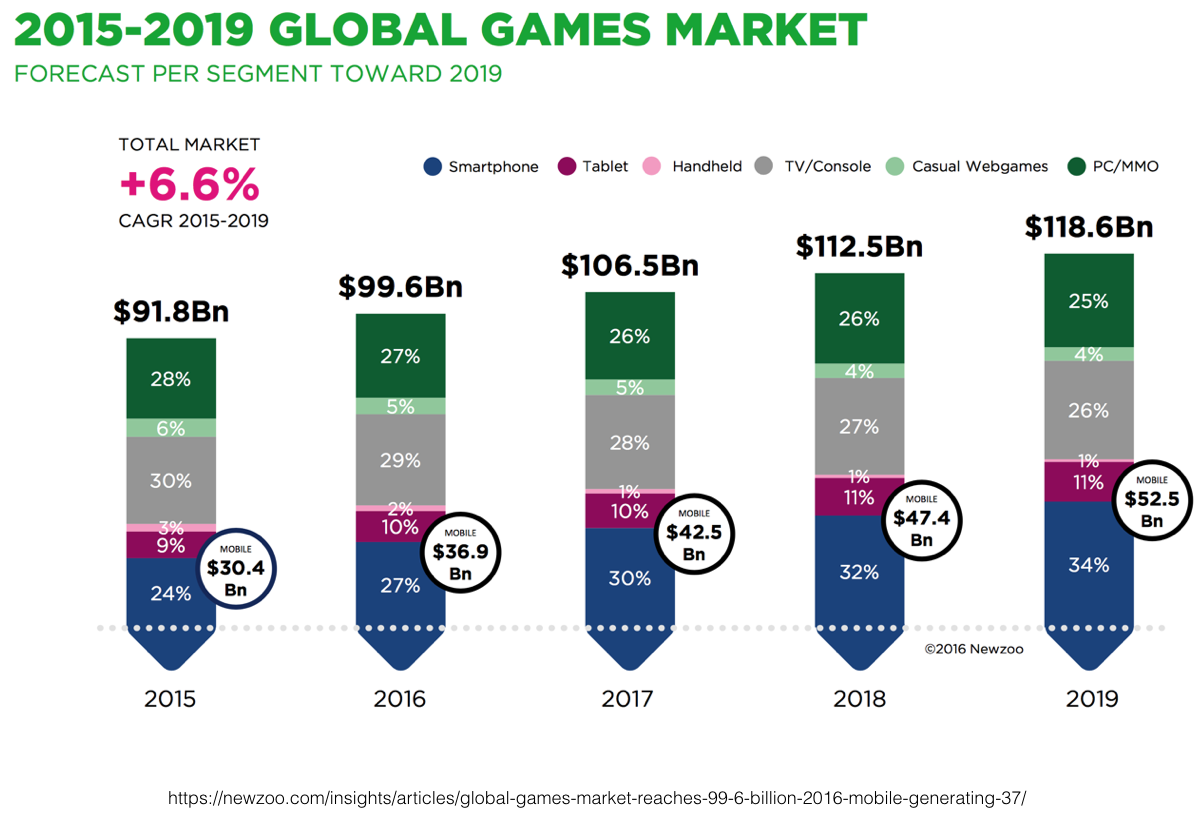 2015-2019 GLOBAL GAMES MARKET
FORECAST PER SEGMENT TOWARD 2019
TOTAL MARKET
+6.6%
CAGR 2015-2019
Smartphone Tablet Handheld TV/Console Casual Webgames PC/MMO
$91.8Bn
28%
6%
30%
3%
9%
24%
MOBILE
$30.4
Bn
2015
$99.6Bn
27%
5%
29%
2%
10%
27%
MOBILE
$36.9
Bn
2016
$106.5Bn
26%
5%
28%
1%
10%
30%
MOBILE
$42.5
Bn
2017
$112.5Bn
26%
4%
27%
1%
11%
32%
MOBILE
$47.4
Bn
2018
$118.6Bn
25%
4%
26%
1%
11%
34%
MOBILE
$52.5
Bn
2019
©2016 Newzoo
https://newzoo.com/insights/articles/global-games-market-reaches-99-6-billion-2016-mobile-generating-37/